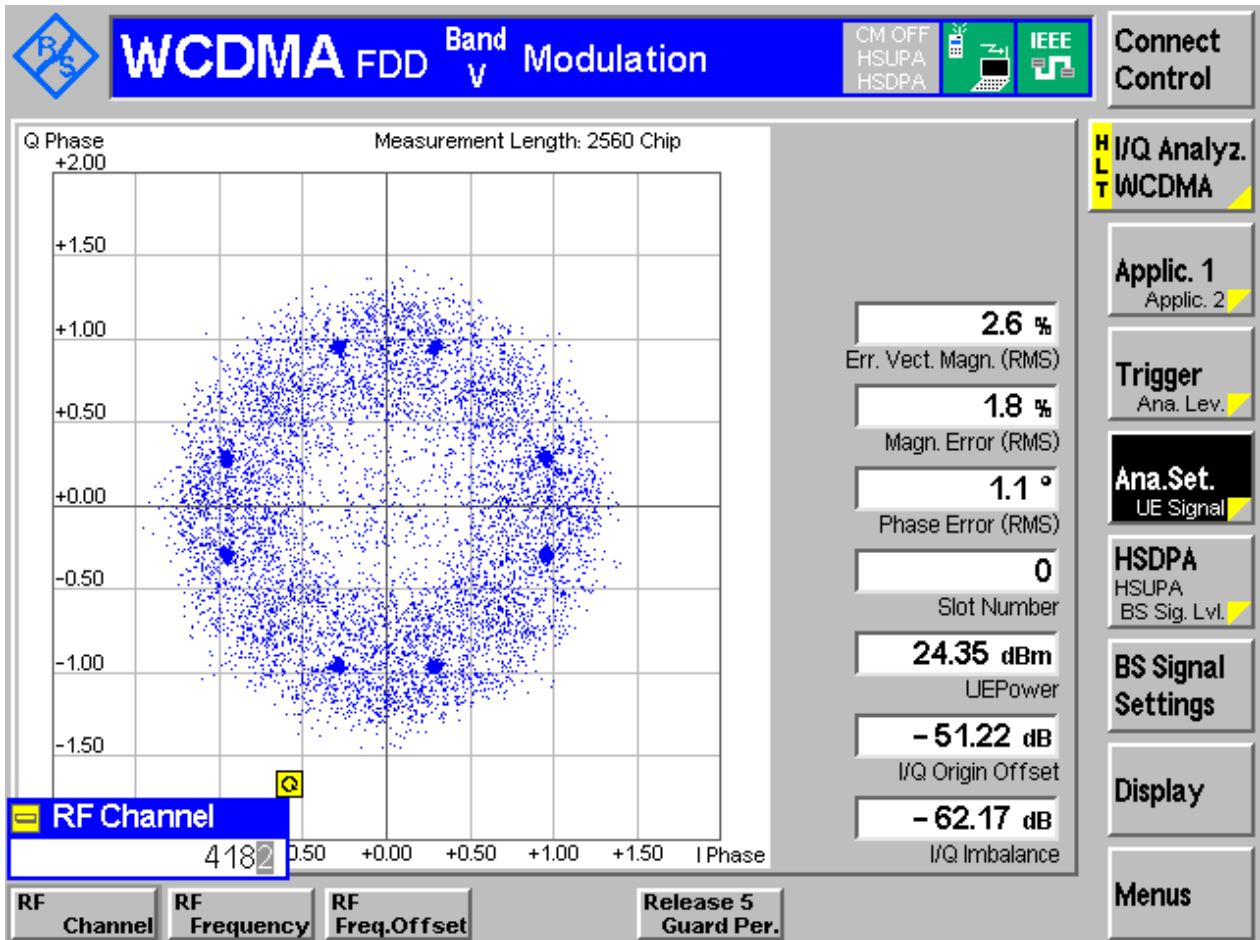 R/S
WCDMA FDD Band V Modulation
CM OFF
HSUPA
HSDPA
IEEE
Connect Control
Q Phase
Measurement Length: 2560 Chip
+2.00
+1.50
+1.00
+0.50
+0.00
-0.50
-1.00
-1.50
Q
RF Channel
4182
0.50 +0.00 +0.50 +1.00 +1.50 I Phase
2.6 %
Err. Vect. Magn. (RMS)
1.8 %
Magn. Error (RMS)
1.1 °
Phase Error (RMS)
0
Slot Number
24.35 dBm
UEPower
-51.22 dB
I/Q Origin Offset
-62.17 dB
I/Q Imbalance
HLT
I/Q Analyz.
WCDMA
Applic. 1
Applic. 2
Trigger
Ana. Lev.
Ana.Set.
UE Signal
HSDPA
HSUPA
BS Sig. Lvl.
BS Signal
Settings
Display
Menus
RF
Channel
RF
Frequency
RF
Freq.Offset
Release 5
Guard Per.